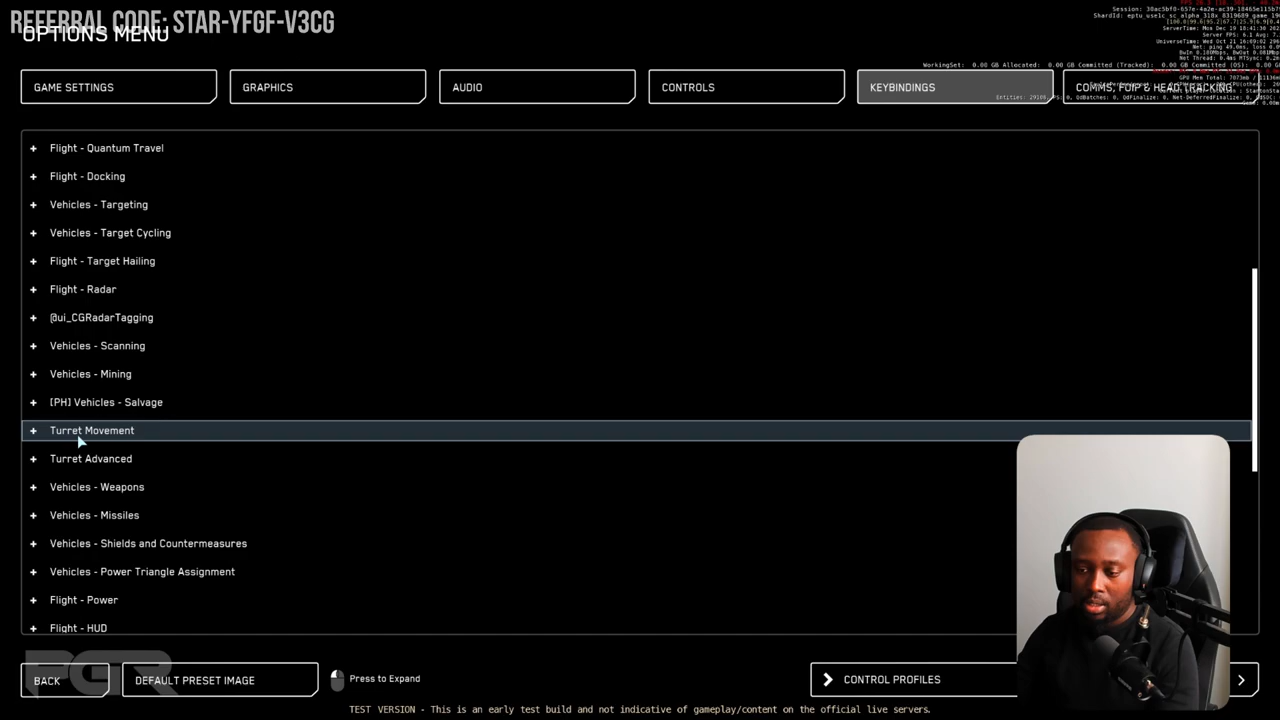 REFERRAL CODE: STAR-YFGF-V3CG
OPTIONS MENU
GAME SETTINGS
GRAPHICS
AUDIO
CONTROLS
KEYBINDINGS
COMMS, FOIP & HEAD TRACKING
+ Flight - Quantum Travel
+ Flight - Docking
+ Vehicles - Targeting
+ Vehicles - Target Cycling
+ Flight - Target Hailing
+ Flight - Radar
+ @ui_CGRadarTagging
+ Vehicles - Scanning
+ Vehicles - Mining
+ [PH] Vehicles - Salvage
+ Turret Movement
+ Turret Advanced
+ Vehicles - Weapons
+ Vehicles - Missiles
+ Vehicles - Shields and Countermeasures
+ Vehicles - Power Triangle Assignment
+ Flight - Power
+ Flight - HUD
PGR
BACK
DEFAULT PRESET IMAGE
Press to Expand
CONTROL PROFILES
TEST VERSION - This is an early test build and not indicative of gameplay/content on the official live servers.